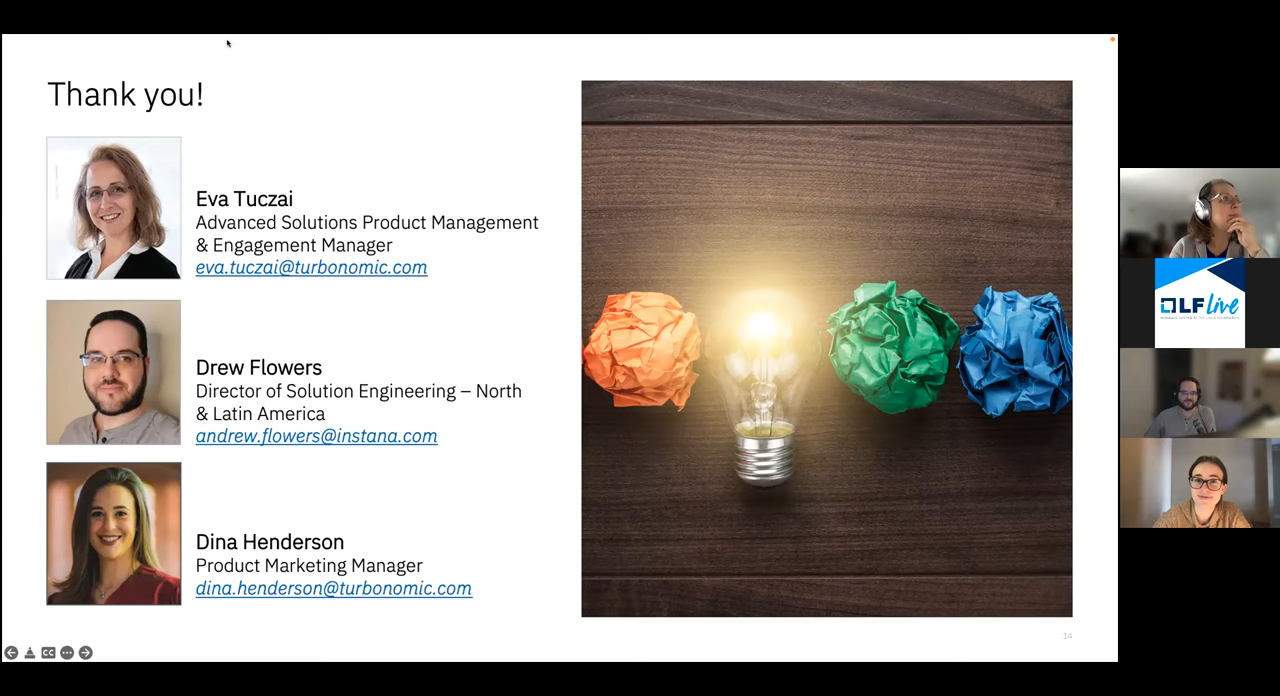 Thank you!
Eva Tuczai
Advanced Solutions Product Management
& Engagement Manager
eva.tuczai@turbonomic.com
Drew Flowers
Director of Solution Engineering – North
& Latin America
andrew.flowers@instana.com
Dina Henderson
Product Marketing Manager
dina.henderson@turbonomic.com
14
CC
LF live